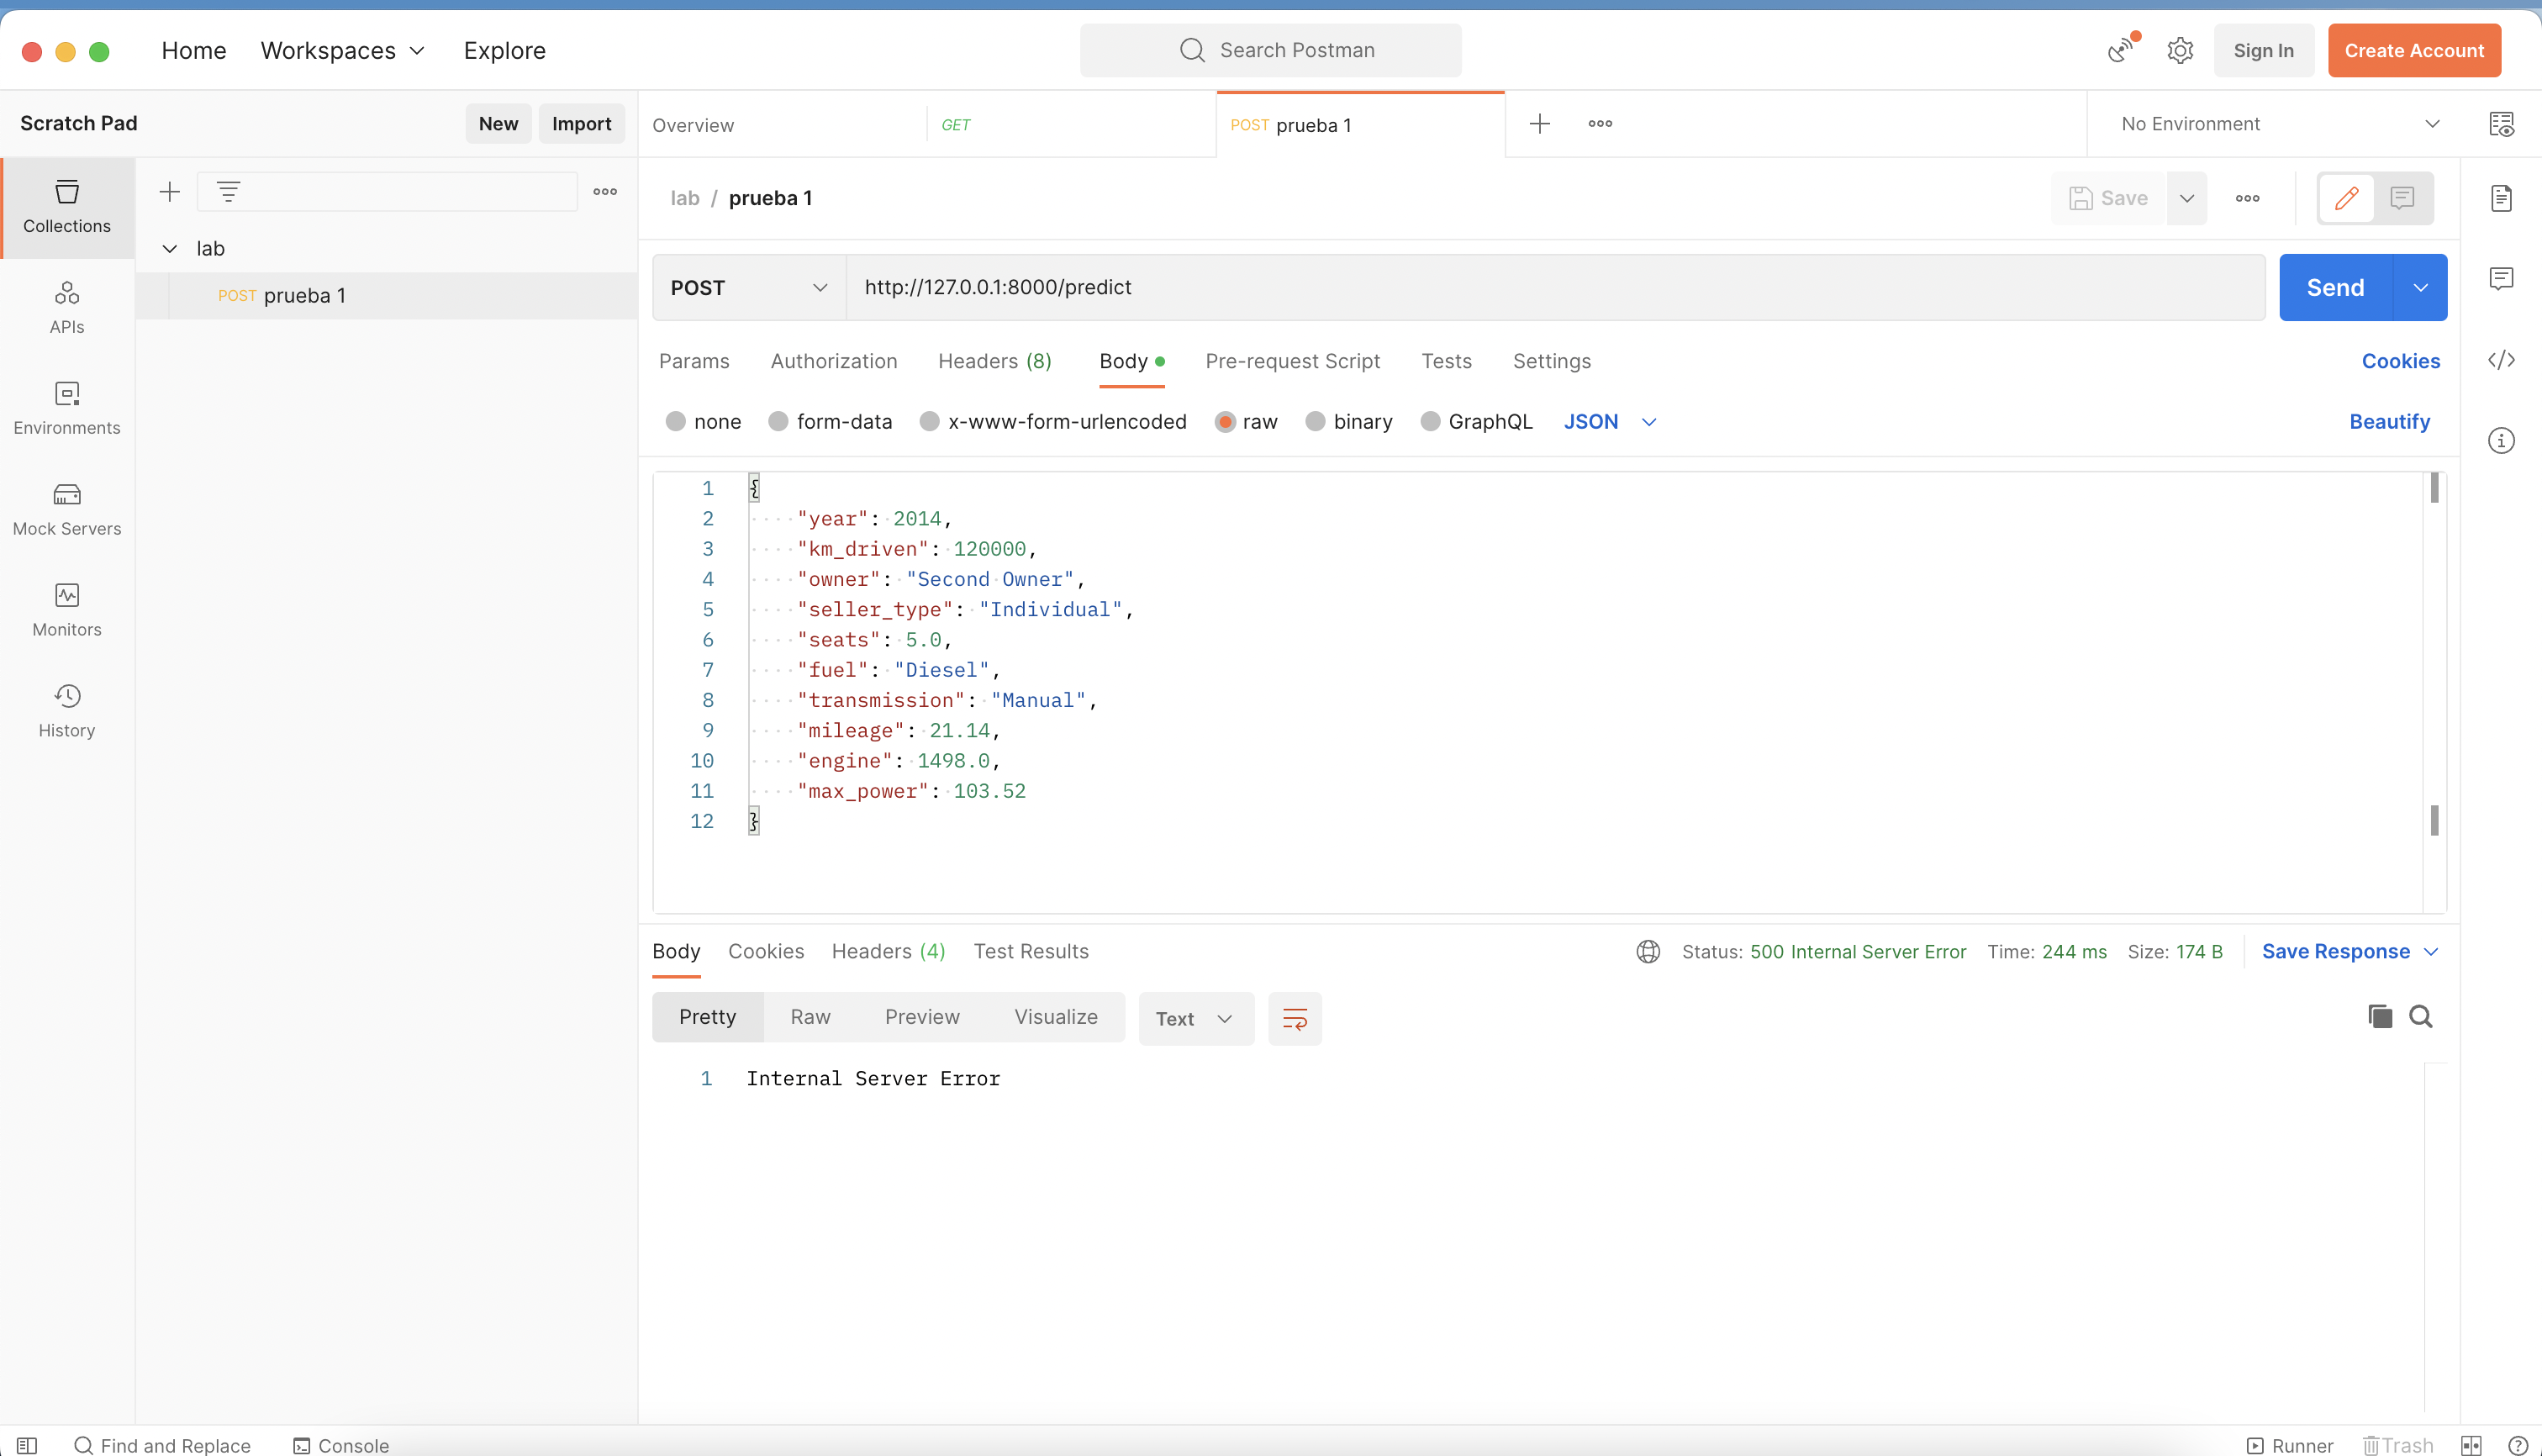 Home Workspaces Explore Search Postman Sign In Create Account
Scratch Pad New Import Overview GET POST prueba 1 No Environment
Collections
APIs
Environments
Mock Servers
Monitors
History
lab
POST prueba 1
lab / prueba 1 Save
POST http://127.0.0.1:8000/predict Send
Params Authorization Headers (8) Body Pre-request Script Tests Settings Cookies
none form-data x-www-form-urlencoded raw binary GraphQL JSON Beautify
1 {
2 "year": 2014,
3 "km_driven": 120000,
4 "owner": "Second Owner",
5 "seller_type": "Individual",
6 "seats": 5.0,
7 "fuel": "Diesel",
8 "transmission": "Manual",
9 "mileage": 21.14,
10 "engine": 1498.0,
11 "max_power": 103.52
12 }
Body Cookies Headers (4) Test Results Status: 500 Internal Server Error Time: 244 ms Size: 174 B Save Response
Pretty Raw Preview Visualize Text
1 Internal Server Error
Find and Replace Console Runner Trash